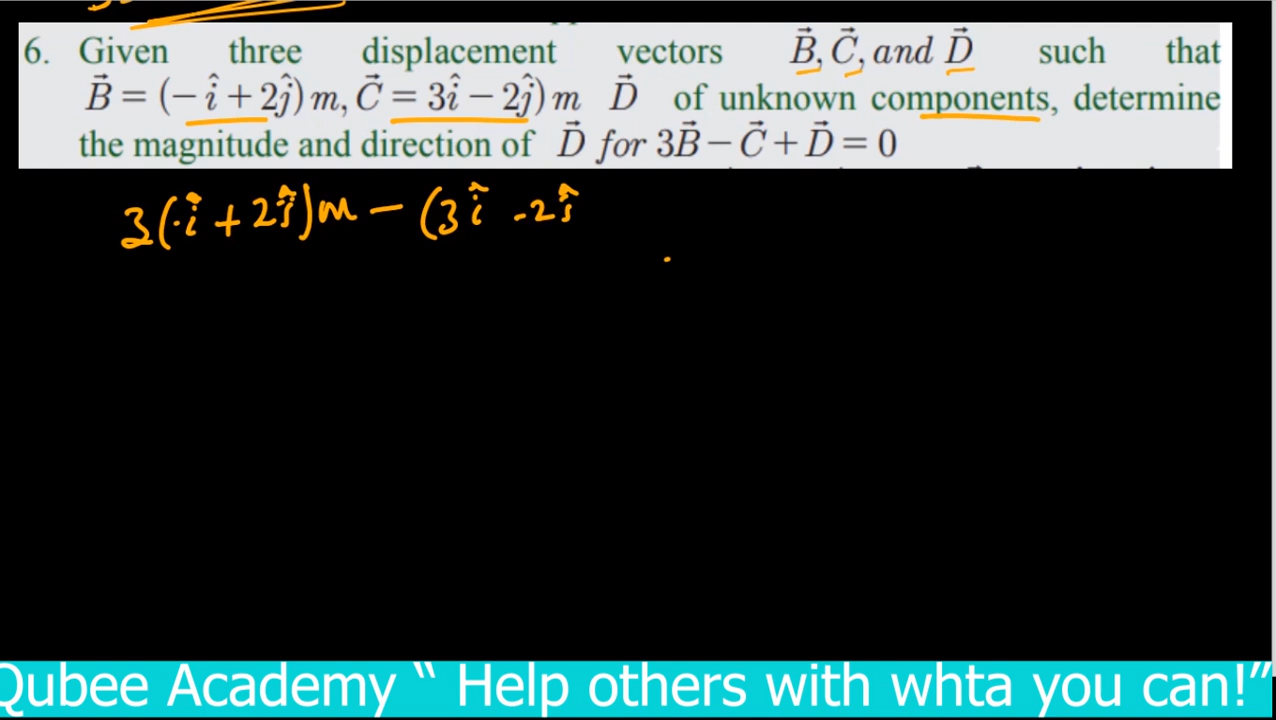 6. Given three displacement vectors B⃗, C⃗, and D⃗ such that
B⃗ = (− î + 2ĵ) m, C⃗ = 3î − 2ĵ) m D⃗ of unknown components, determine
the magnitude and direction of D⃗ for 3B⃗ − C⃗ + D⃗ = 0
3(-î + 2ĵ)m − (3î -2ĵ
Qubee Academy “ Help others with whta you can!”